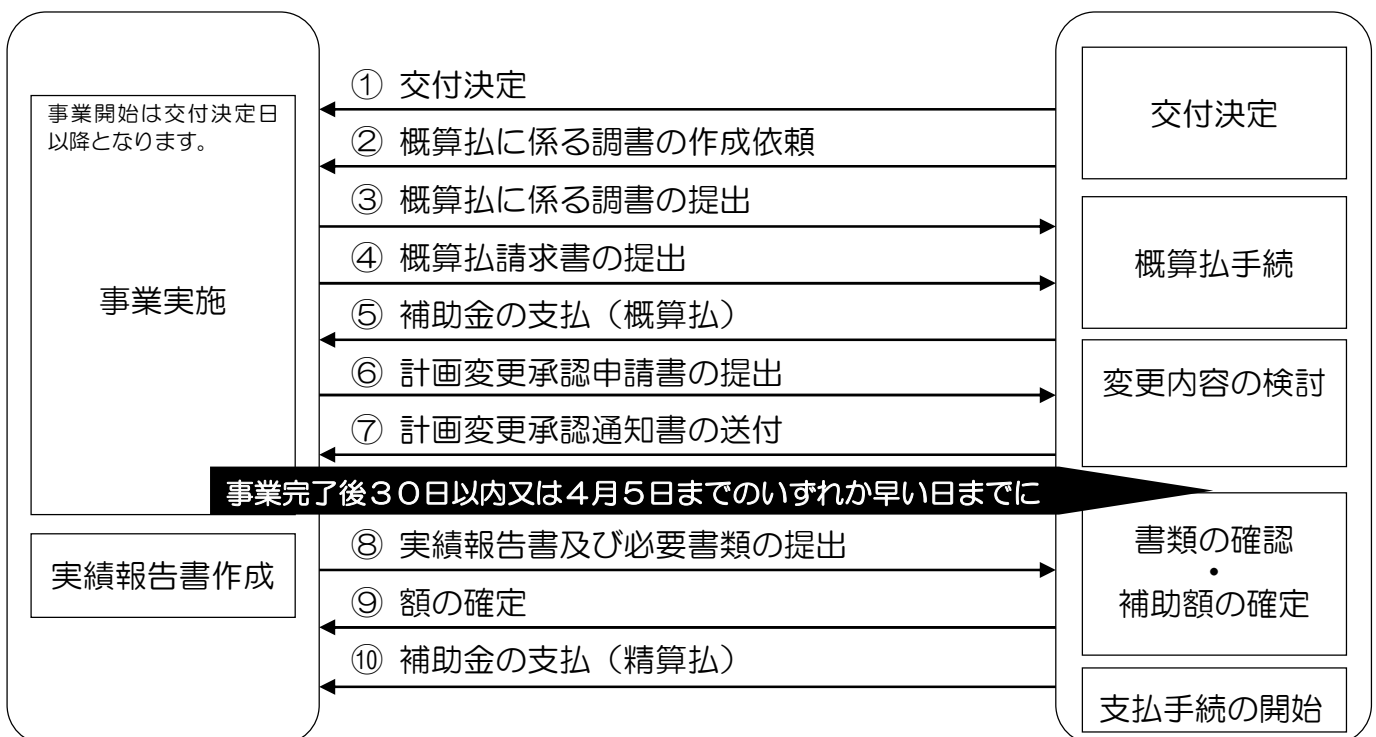 事業開始は交付決定日
以降となります。
事業実施
実績報告書作成
① 交付決定
② 概算払に係る調書の作成依頼
③ 概算払に係る調書の提出
④ 概算払請求書の提出
⑤ 補助金の支払（概算払）
⑥ 計画変更承認申請書の提出
⑦ 計画変更承認通知書の送付
事業完了後３０日以内又は４月５日までのいずれか早い日までに
⑧ 実績報告書及び必要書類の提出
⑨ 額の確定
⑩ 補助金の支払（精算払）
交付決定
概算払手続
変更内容の検討
書類の確認
・
補助額の確定
支払手続の開始